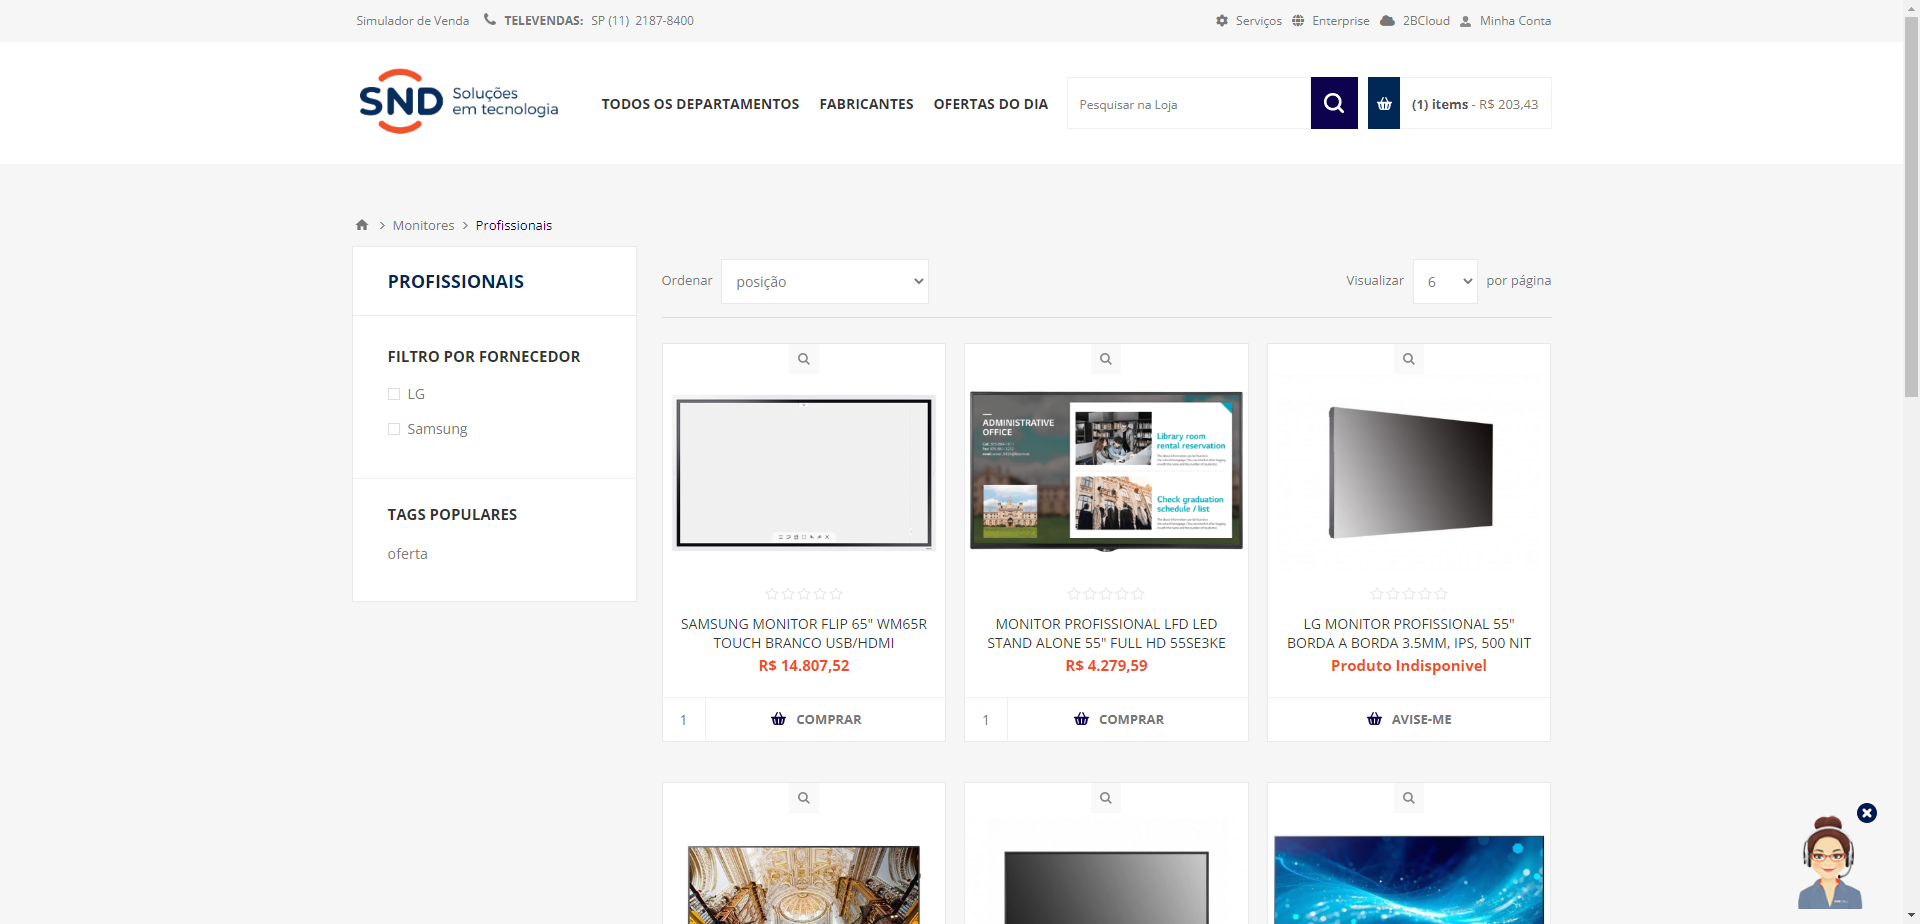 Simulador de Venda
TELEVENDAS: SP (11) 2187-8400
Serviços
Enterprise
2BCloud
Minha Conta
SND Soluções
em tecnologia
TODOS OS DEPARTAMENTOS
FABRICANTES
OFERTAS DO DIA
Pesquisar na Loja
(1) items - R$ 203,43
Monitores
Profissionais
PROFISSIONAIS
FILTRO POR FORNECEDOR
LG
Samsung
TAGS POPULARES
oferta
Ordenar
posição
Visualizar
6
por página
ADMINISTRATIVE
OFFICE
Library room
rental reservation
Check graduation
schedule / list
SAMSUNG MONITOR FLIP 65" WM65R
TOUCH BRANCO USB/HDMI
R$ 14.807,52
1
COMPRAR
MONITOR PROFISSIONAL LFD LED
STAND ALONE 55" FULL HD 55SE3KE
R$ 4.279,59
1
COMPRAR
LG MONITOR PROFISSIONAL 55"
BORDA A BORDA 3.5MM, IPS, 500 NIT
Produto Indisponivel
AVISE-ME